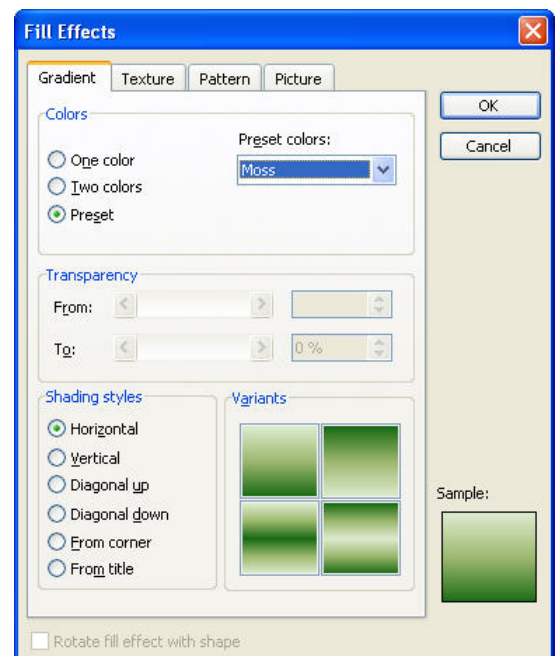 Fill Effects
Gradient Texture Pattern Picture
OK
Cancel
Colors
One color
Two colors
Preset
Preset colors:
Moss
Transparency
From:
To: 0 %
Shading styles
Horizontal
Vertical
Diagonal up
Diagonal down
From corner
From title
Variants
Sample:
Rotate fill effect with shape